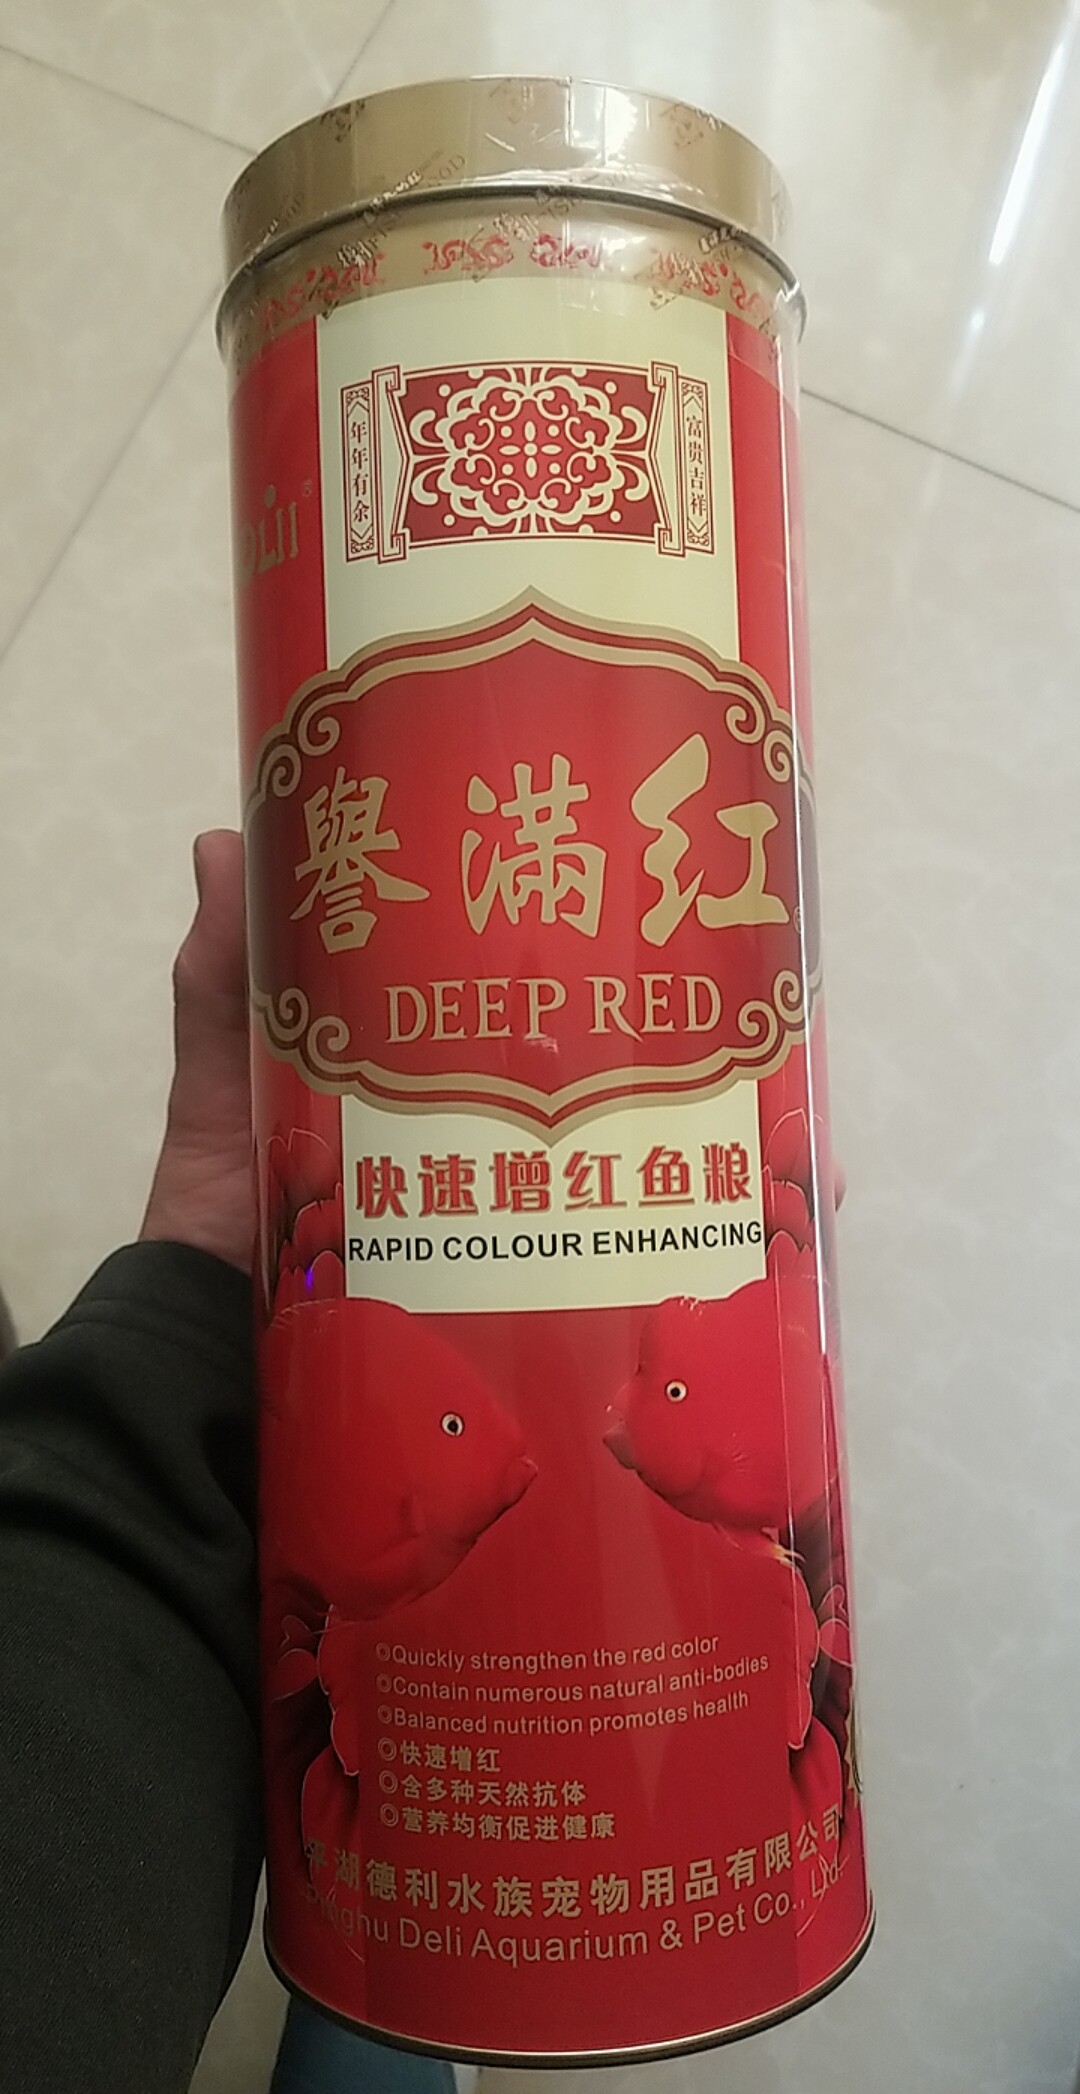 年年有余
富贵吉祥
譽满红
DEEP RED
快速增红鱼粮
RAPID COLOUR ENHANCING
◎Quickly strengthen the red color
◎Contain numerous natural anti-bodies
◎Balanced nutrition promotes health
◎快速增红
◎含多种天然抗体
◎营养均衡促进健康
平湖德利水族宠物用品有限公司
Pinghu Deli Aquarium & Pet Co., Ltd.